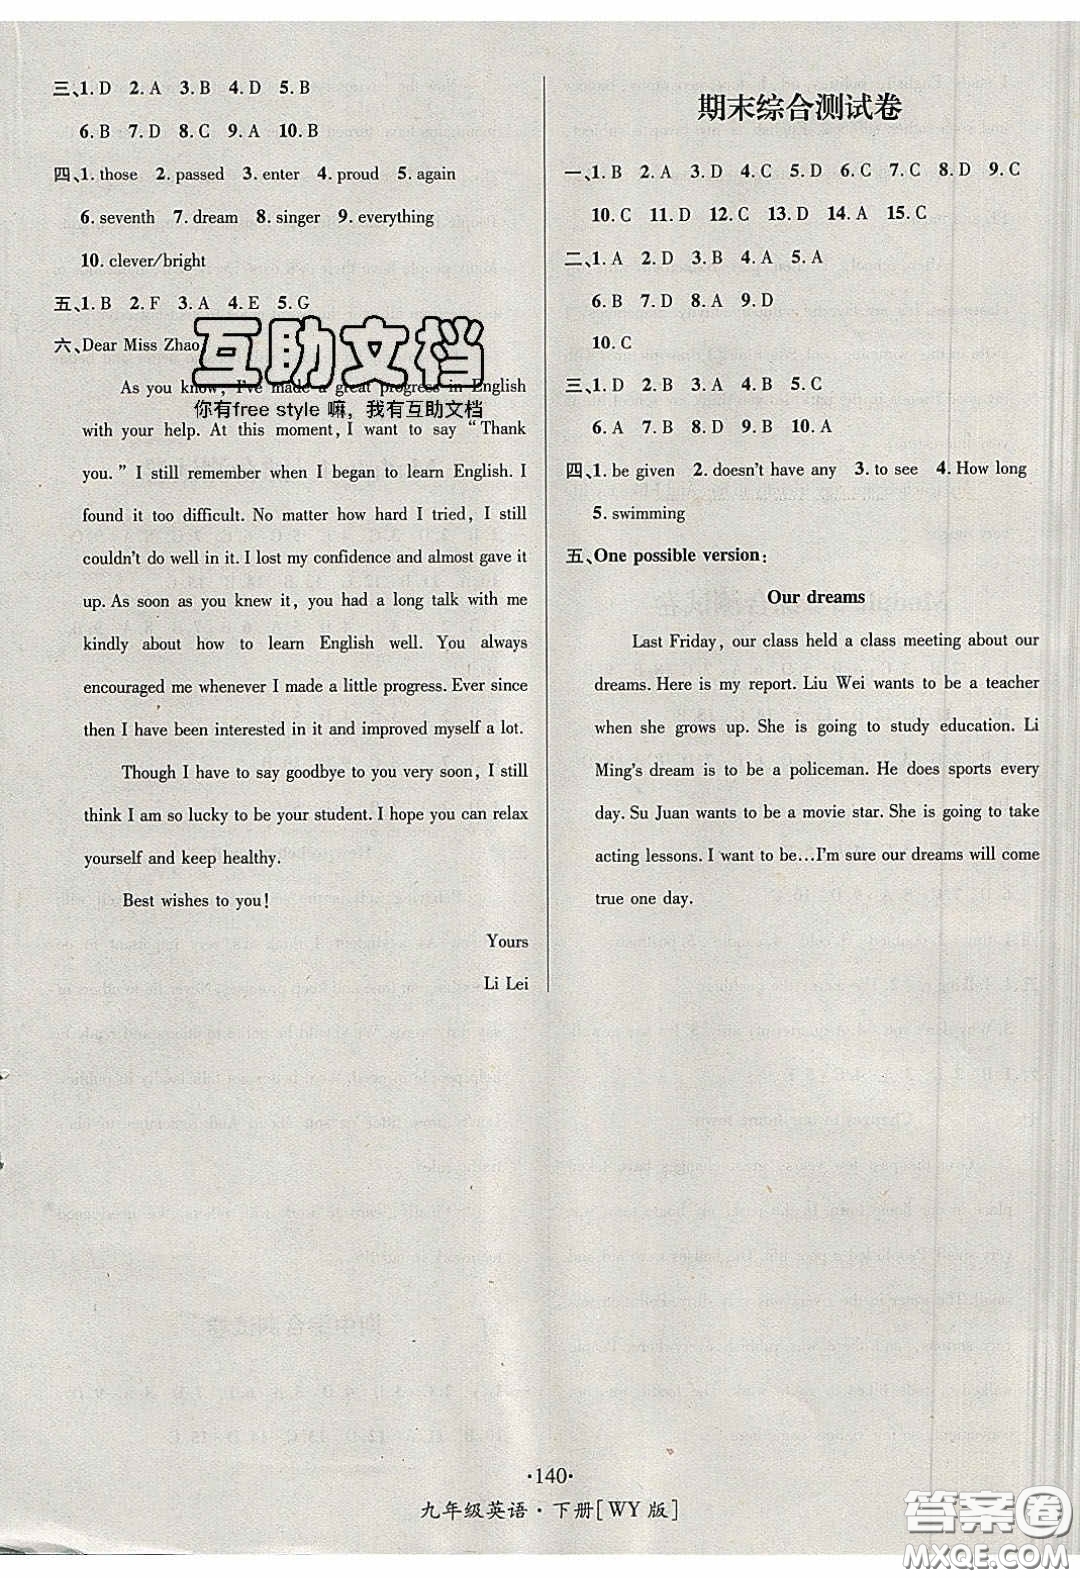 三、1. D 2. A 3. B 4. D 5. B
6. B 7. D 8. C 9. A 10. B
四、1. those 2. passed 3. enter 4. proud 5. again
6. seventh 7. dream 8. singer 9. everything
10. clever/bright
五、1. B 2. F 3. A 4. E 5. G
六、Dear Miss Zhao
As you know, I've made a great progress in English
with your help. At this moment, I want to say "Thank
you." I still remember when I began to learn English. I
found it too difficult. No matter how hard I tried, I still
couldn't do well in it. I lost my confidence and almost gave it
up. As soon as you knew this, you had a long talk with me
kindly about how to learn English well. You always
encouraged me whenever I made a little progress. Ever since
then I have been interested in it and improved myself a lot.
Though I have to say goodbye to you very soon, I still
think I am so lucky to be your student. I hope you can relax
yourself and keep healthy.
Best wishes to you!
Yours
Li Lei
互助文档
你有free style 嘛，我有互助文档
期末综合测试卷
一、1. B 2. A 3. D 4. C 5. D 6. C 7. C 8. D 9. C
10. C 11. D 12. C 13. D 14. A 15. C
二、1. A 2. D 3. B 4. A 5. A
6. B 7. D 8. A 9. D
10. C
三、1. D 2. B 3. A 4. B 5. C
6. A 7. B 8. D 9. B 10. A
四、1. be given 2. doesn't have any 3. to see 4. How long
5. swimming
五、One possible version:
Our dreams
Last Friday, our class held a class meeting about our
dreams. Here is my report. Liu Wei wants to be a teacher
when she grows up. She is going to study education. Li
Ming's dream is to be a policeman. He does sports every
day. Su Juan wants to be a movie star. She is going to take
acting lessons. I want to be…I'm sure our dreams will come
true one day.
·140·
九年级英语·下册[WY版]
答案圈
MXQE.COM